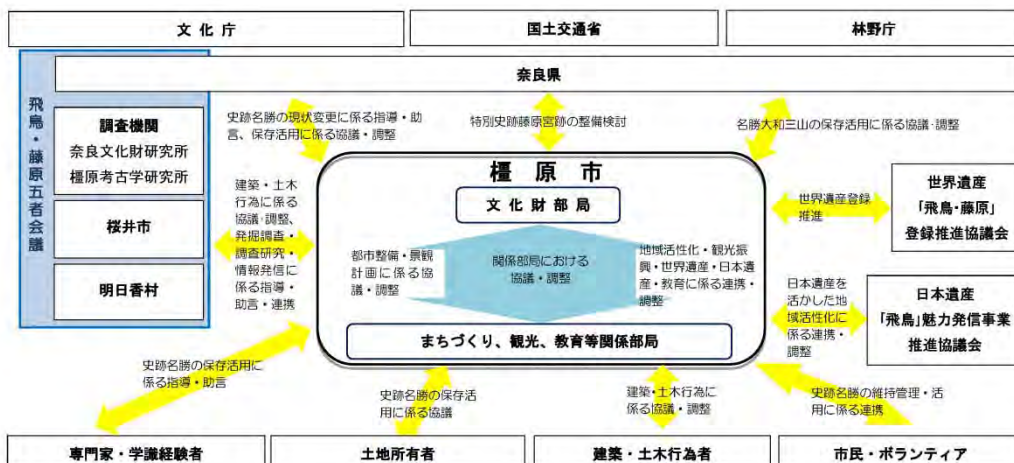 文化庁
国土交通省
林野庁
奈良県
飛鳥・藤原五者会議
調査機関
奈良文化財研究所
橿原考古学研究所
桜井市
明日香村
史跡名勝の現状変更に係る指導・助
言、保存活用に係る協議・調整
特別史跡藤原宮跡の整備検討
名勝大和三山の保存活用に係る協議・調整
建築・土木
行為に係る
協議・調整、
発掘調査・
調査研究・
情報発信に
係る指導・
助言・連携
橿原市
文化財部局
都市整備・景観
計画に係る協
議・調整
関係部局における
協議・調整
地域活性化・観光振
興・世界遺産・日本遺
産・教育に係る連携・
調整
まちづくり、観光、教育等関係部局
世界遺産登録
推進
世界遺産
「飛鳥・藤原」
登録推進協議会
日本遺産を
活かした地
域活性化に
係る連携・
調整
日本遺産
「飛鳥」魅力発信事業
推進協議会
史跡名勝の保存活用に
係る指導・助言
史跡名勝の保存活
用に係る協議
建築・土木行為に
係る協議・調整
史跡名勝の維持管理・活
用に係る連携
専門家・学識経験者
土地所有者
建築・土木行為者
市民・ボランティア